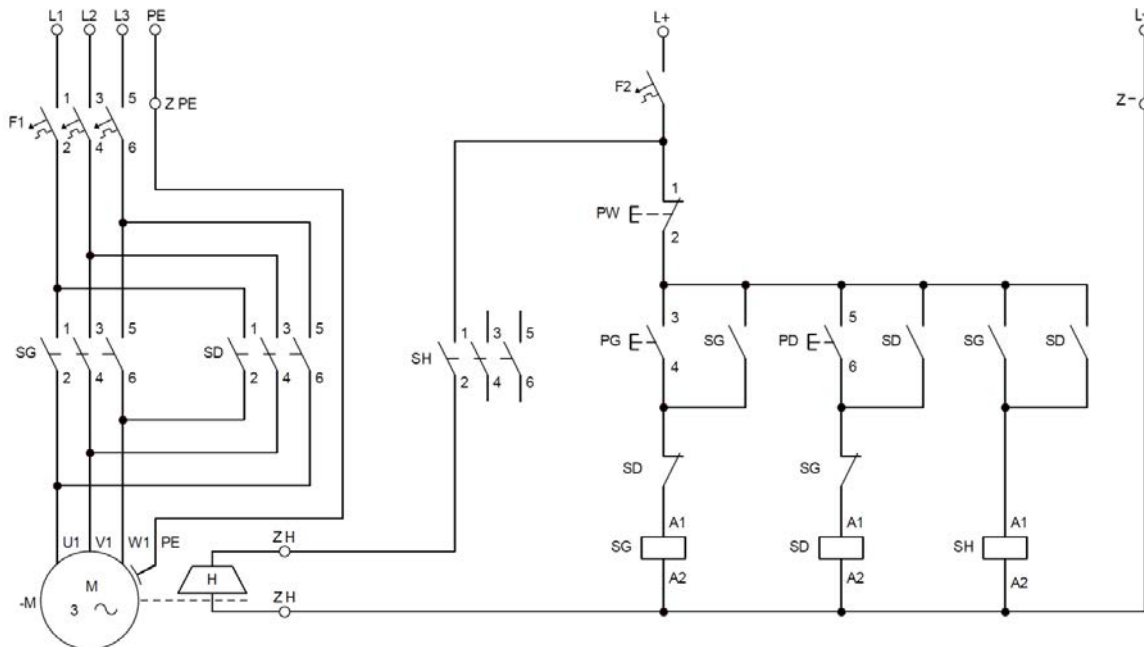 L1 L2 L3 PE L+ L-
F2
1 3 5 Z PE Z-
F1
2 4 6
1
PW
2
1 3 5 1 3 5 1 3 5 3 5
SG SD SH PG SG PD SD SG SD
2 4 6 2 4 6 2 4 6 4 6
SD SG
A1 A1 A1
U1 V1 W1 PE ZH SG SD SH
M H A2 A2 A2
-M 3 ZH